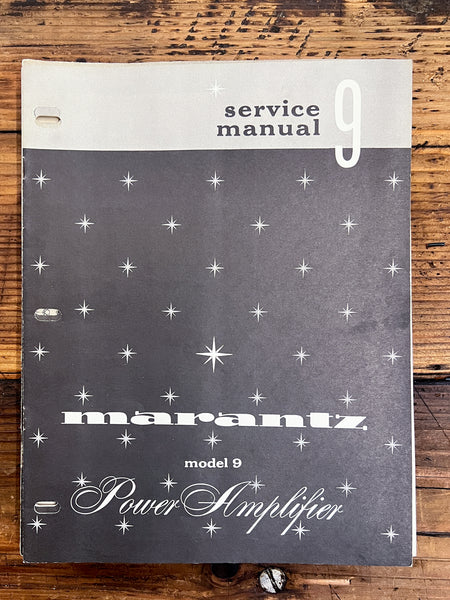 service
manual
9
marantz
model 9
Power Amplifier